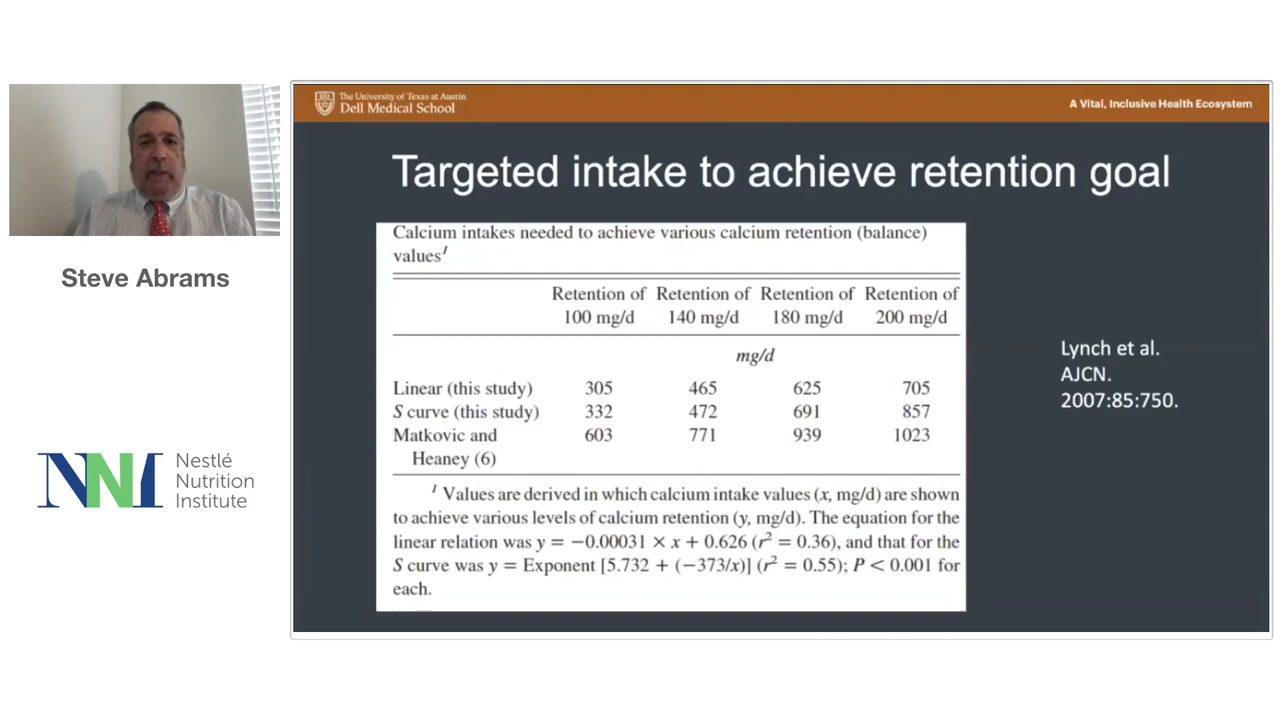 The University of Texas at Austin
Dell Medical School
A Vital, Inclusive Health Ecosystem
Targeted intake to achieve retention goal
Steve Abrams
NNI
Nestlé
Nutrition
Institute
Calcium intakes needed to achieve various calcium retention (balance)
values¹
Retention of Retention of Retention of Retention of
100 mg/d 140 mg/d 180 mg/d 200 mg/d
mg/d
Linear (this study) 305 465 625 705
S curve (this study) 332 472 691 857
Matkovic and 603 771 939 1023
Heaney (6)
¹ Values are derived in which calcium intake values (x, mg/d) are shown
to achieve various levels of calcium retention (y, mg/d). The equation for the
linear relation was y = −0.00031 × x + 0.626 (r² = 0.36), and that for the
S curve was y = Exponent [5.732 + (−373/x)] (r² = 0.55); P < 0.001 for
each.
Lynch et al.
AJCN.
2007:85:750.